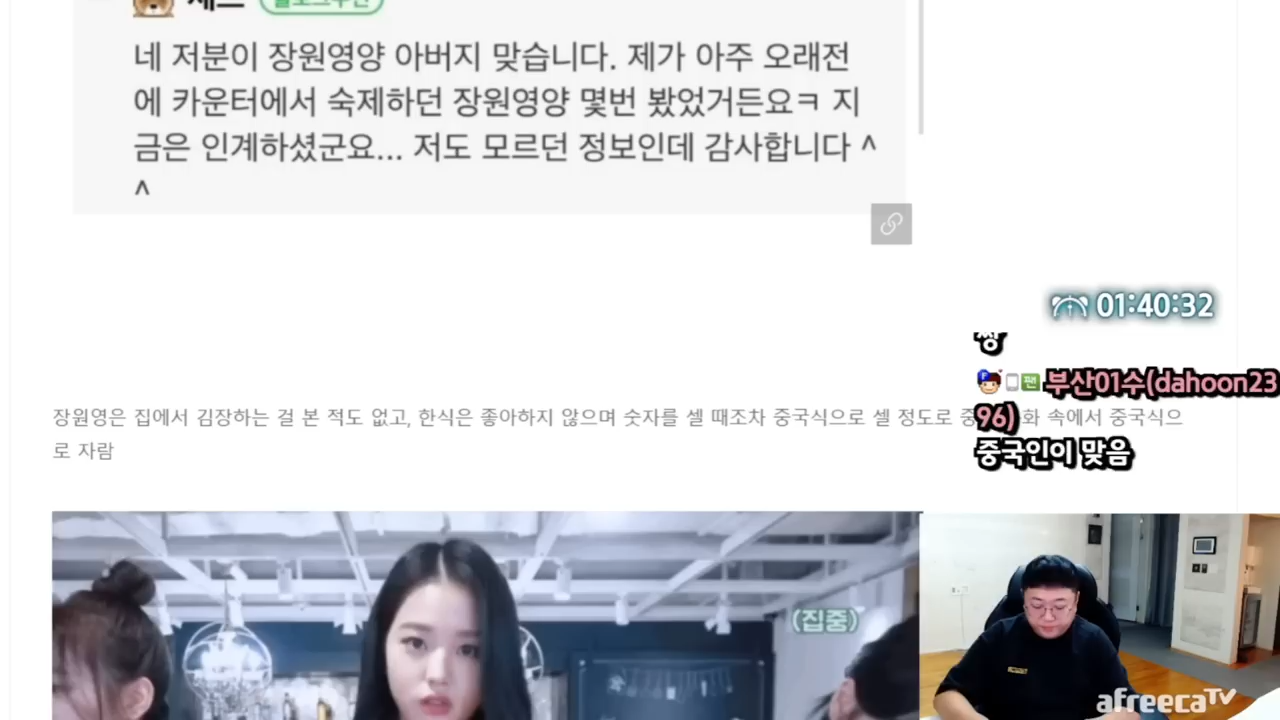 네 저분이 장원영양 아버지 맞습니다. 제가 아주 오래전
에 카운터에서 숙제하던 장원영양 몇번 봤었거든요ㅋ 지
금은 인계하셨군요... 저도 모르던 정보인데 감사합니다 ^
^
01:40:32
짱
부산01수(dahoon23
96)
중국인이 맞음
장원영은 집에서 김장하는 걸 본 적도 없고, 한식은 좋아하지 않으며 숫자를 셀 때조차 중국식으로 셀 정도로 중 화 속에서 중국식으
로 자람
(집중)
afreecaTV